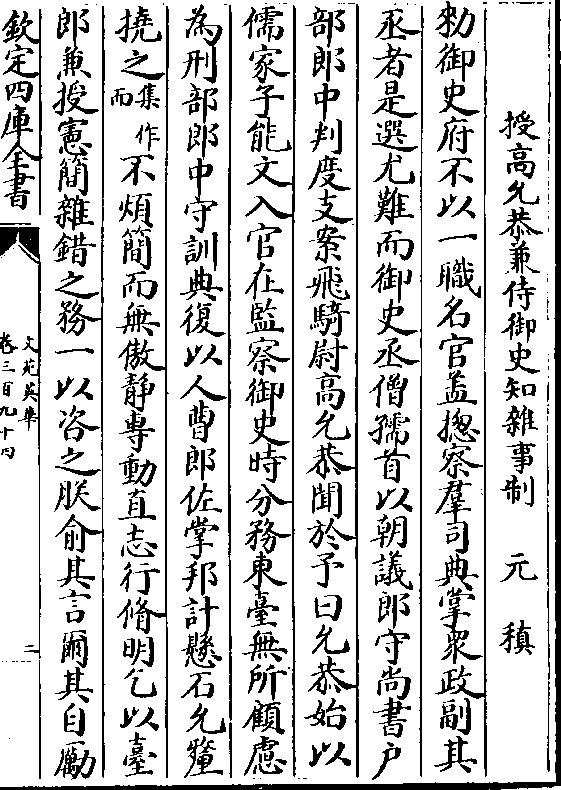 授高允恭兼侍御史知雜事制　元稹
勑御史府不以一職名官盖揔察羣司典掌衆政副其
丞者是選尤難而御史丞僧孺首以朝議郎守尚書户
部郎中判度支案飛騎尉高允恭聞於予曰允恭始以
儒家子能文入官在監察御史時分務東臺無所顧慮
為刑部郎中守訓典復以人曹郎佐掌邦計懸石允釐
撓之集作而不煩簡而無傲静專動直志行脩明乞以臺
郎兼授憲簡雜錯之務一以咨之朕俞其言爾其自勵
欽定四庫全書
文苑英華
卷三百九十四
二